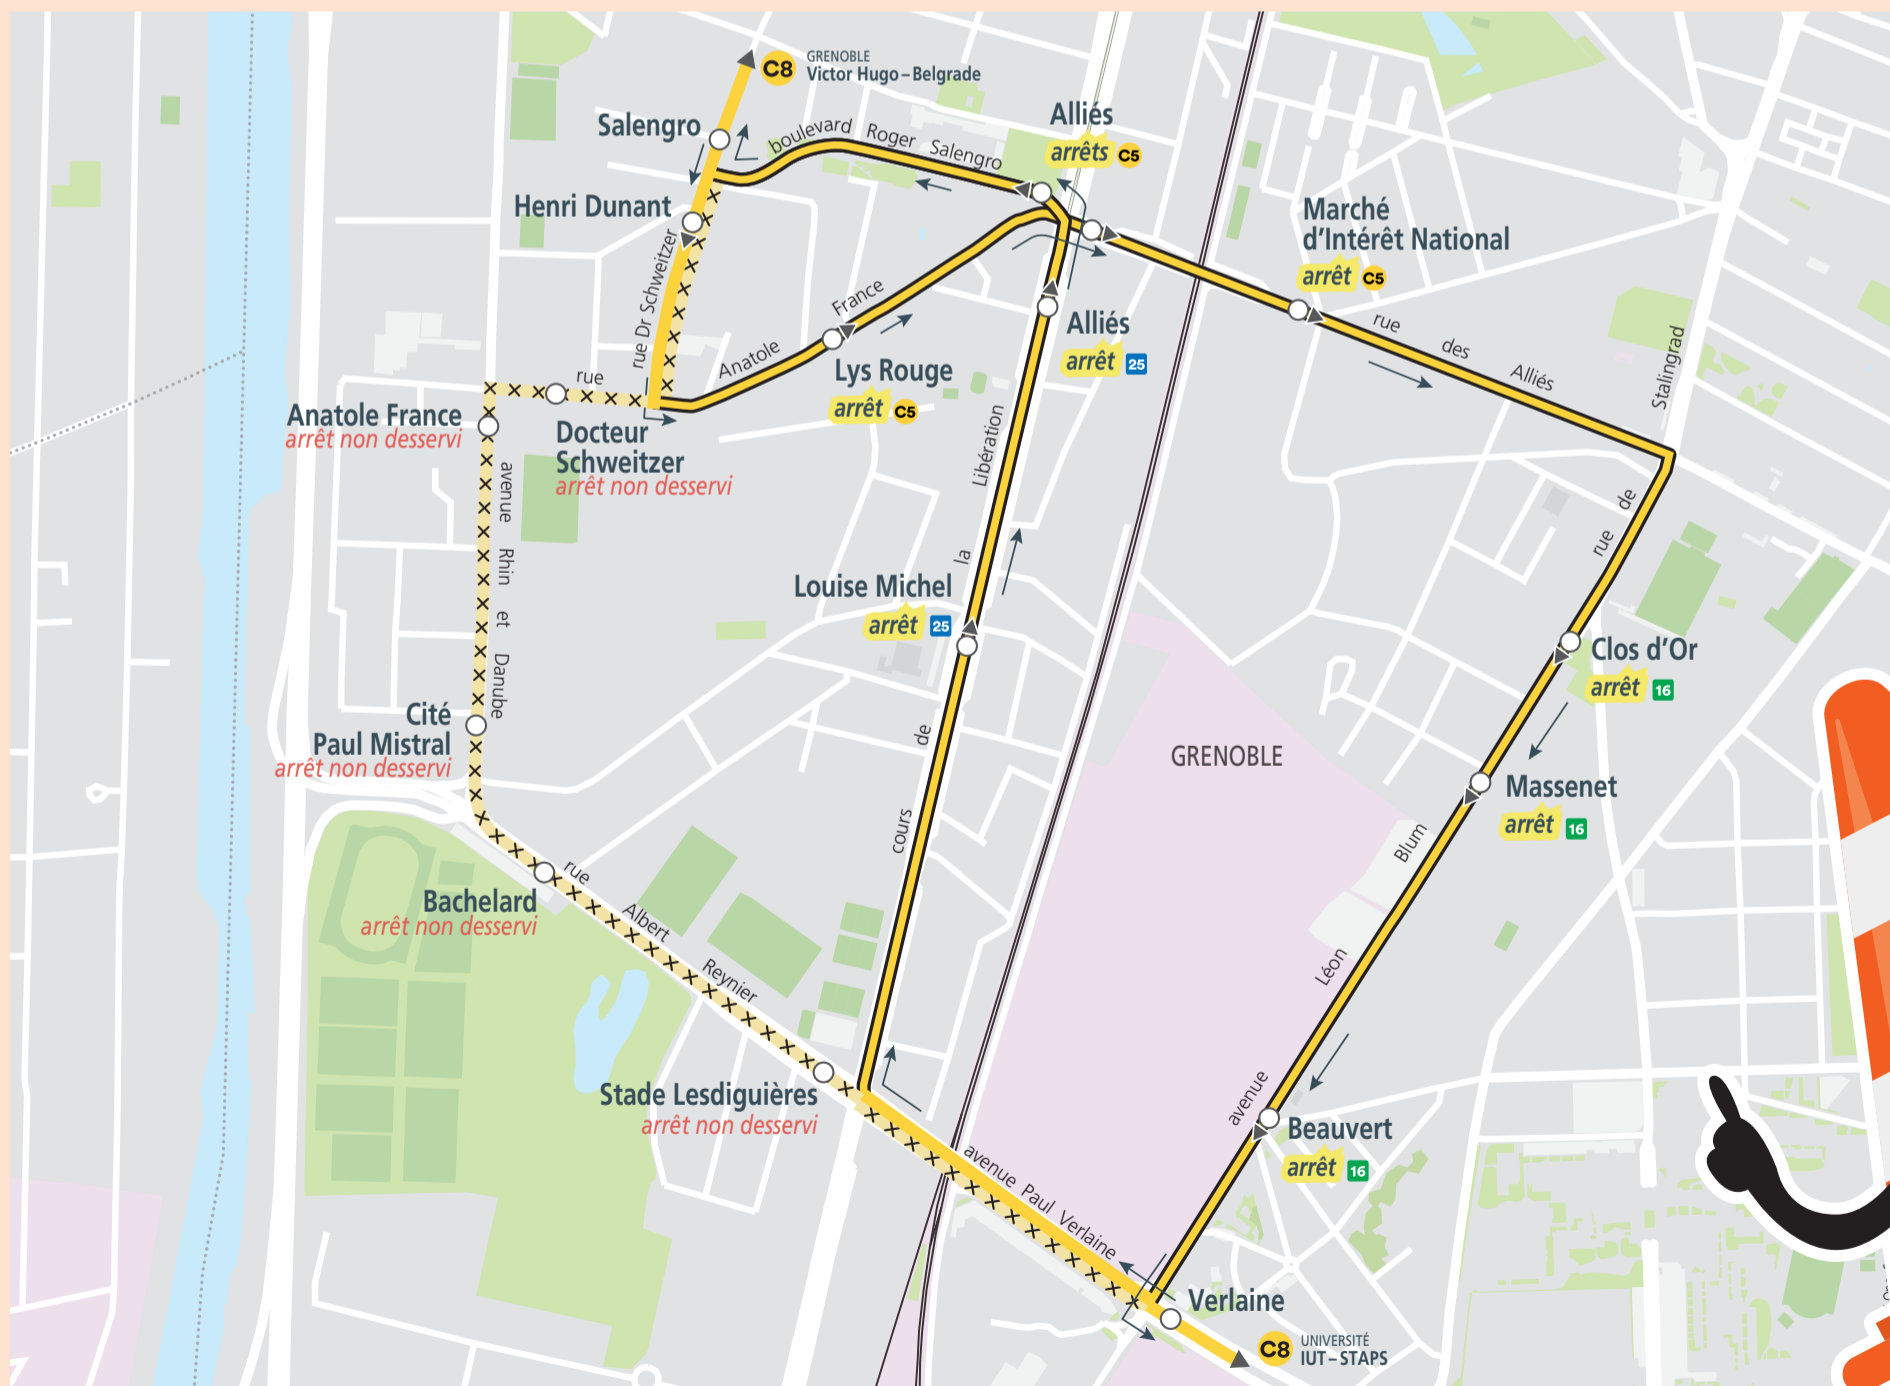 C8 GRENOBLE
Victor Hugo – Belgrade
Salengro
boulevard Roger Salengro
Alliés
arrêts C5
Henri Dunant
rue Dr Schweitzer
Marché
d'Intérêt National
arrêt C5
Anatole France
Lys Rouge
arrêt C5
Alliés
arrêt 25
rue des Alliés
Stalingrad
rue de
rue
Anatole France
arrêt non desservi
Docteur
Schweitzer
arrêt non desservi
avenue Rhin et Danube
cours de la Libération
Louise Michel
arrêt 25
Clos d'Or
arrêt 16
Cité
Paul Mistral
arrêt non desservi
GRENOBLE
Massenet
arrêt 16
avenue Léon Blum
Bachelard
arrêt non desservi
rue Albert Reynier
Stade Lesdiguières
arrêt non desservi
Beauvert
arrêt 16
avenue Paul Verlaine
Verlaine
C8 UNIVERSITÉ
IUT – STAPS